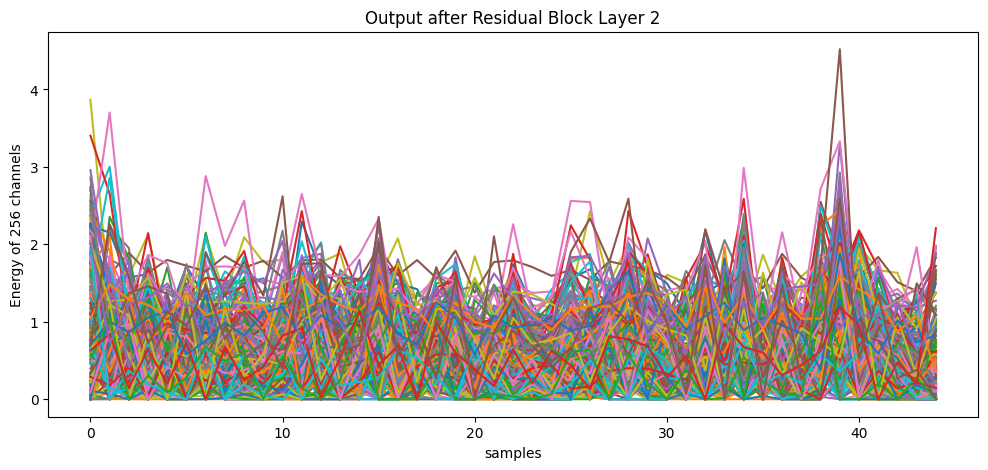 Output after Residual Block Layer 2
Energy of 256 channels
4
3
2
1
0
0 10 20 30 40
samples